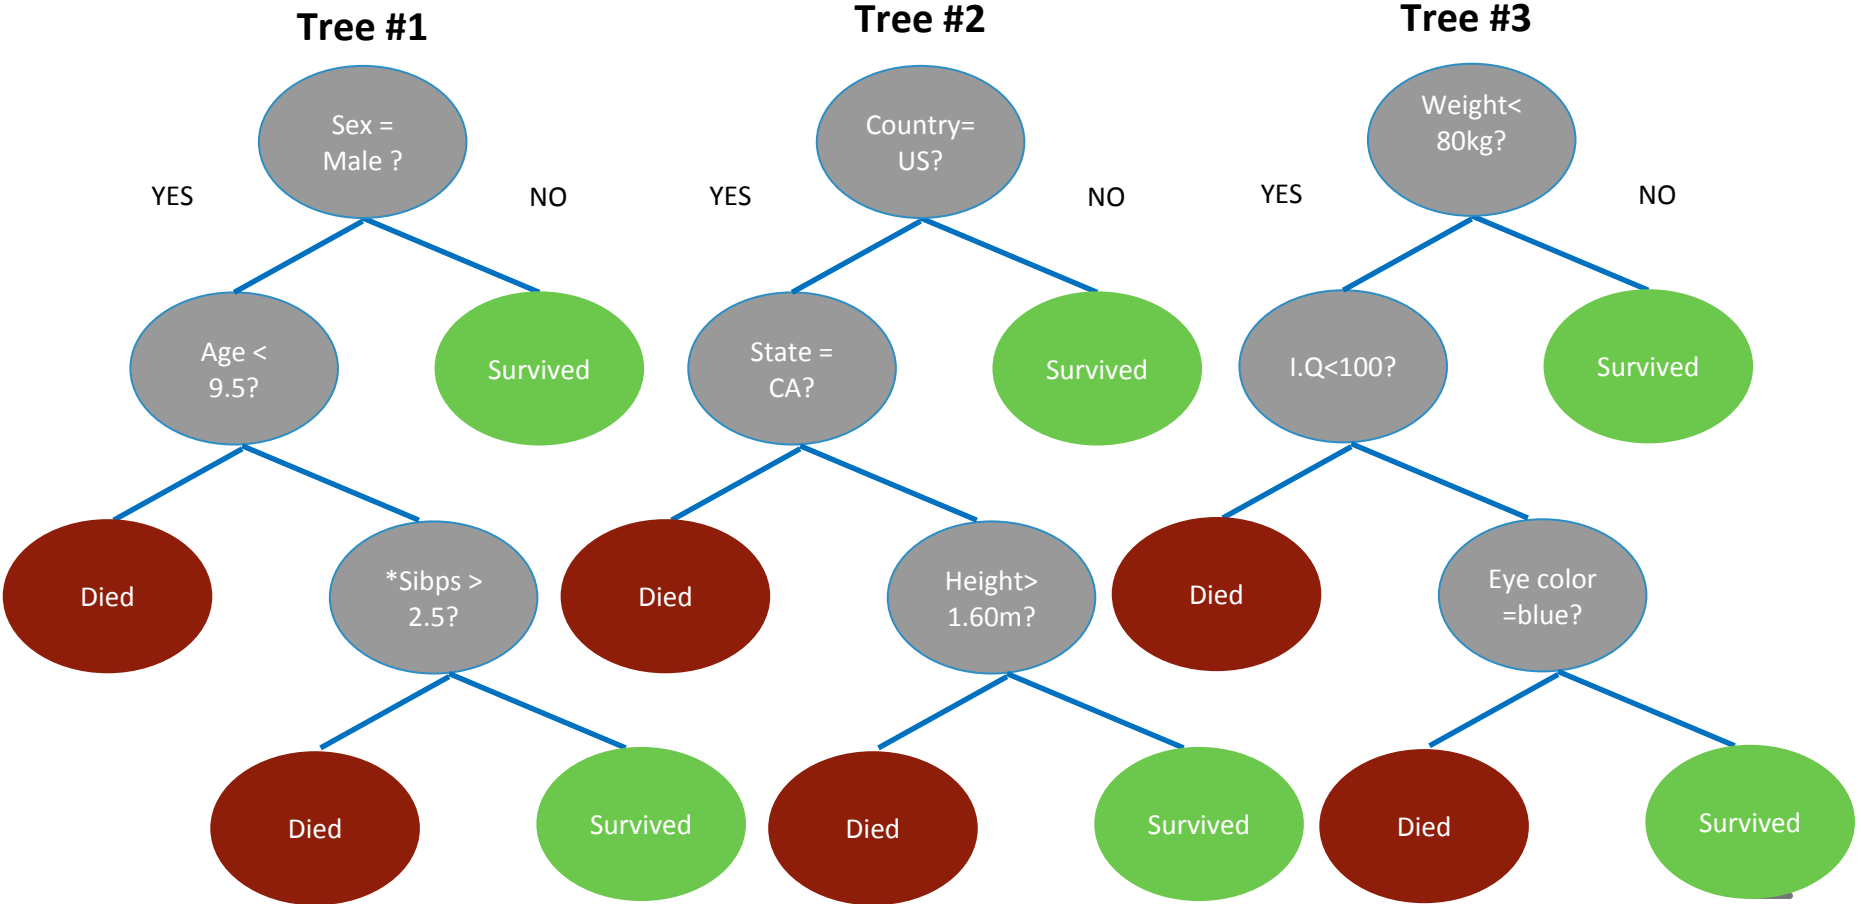 Tree #1
Tree #2
Tree #3
Sex =
Male ?
Country=
US?
Weight<
80kg?
YES
NO
YES
NO
YES
NO
Age <
9.5?
Survived
State =
CA?
Survived
I.Q<100?
Survived
Died
*Sibps >
2.5?
Died
Height>
1.60m?
Died
Eye color
=blue?
Died
Survived
Died
Survived
Died
Survived